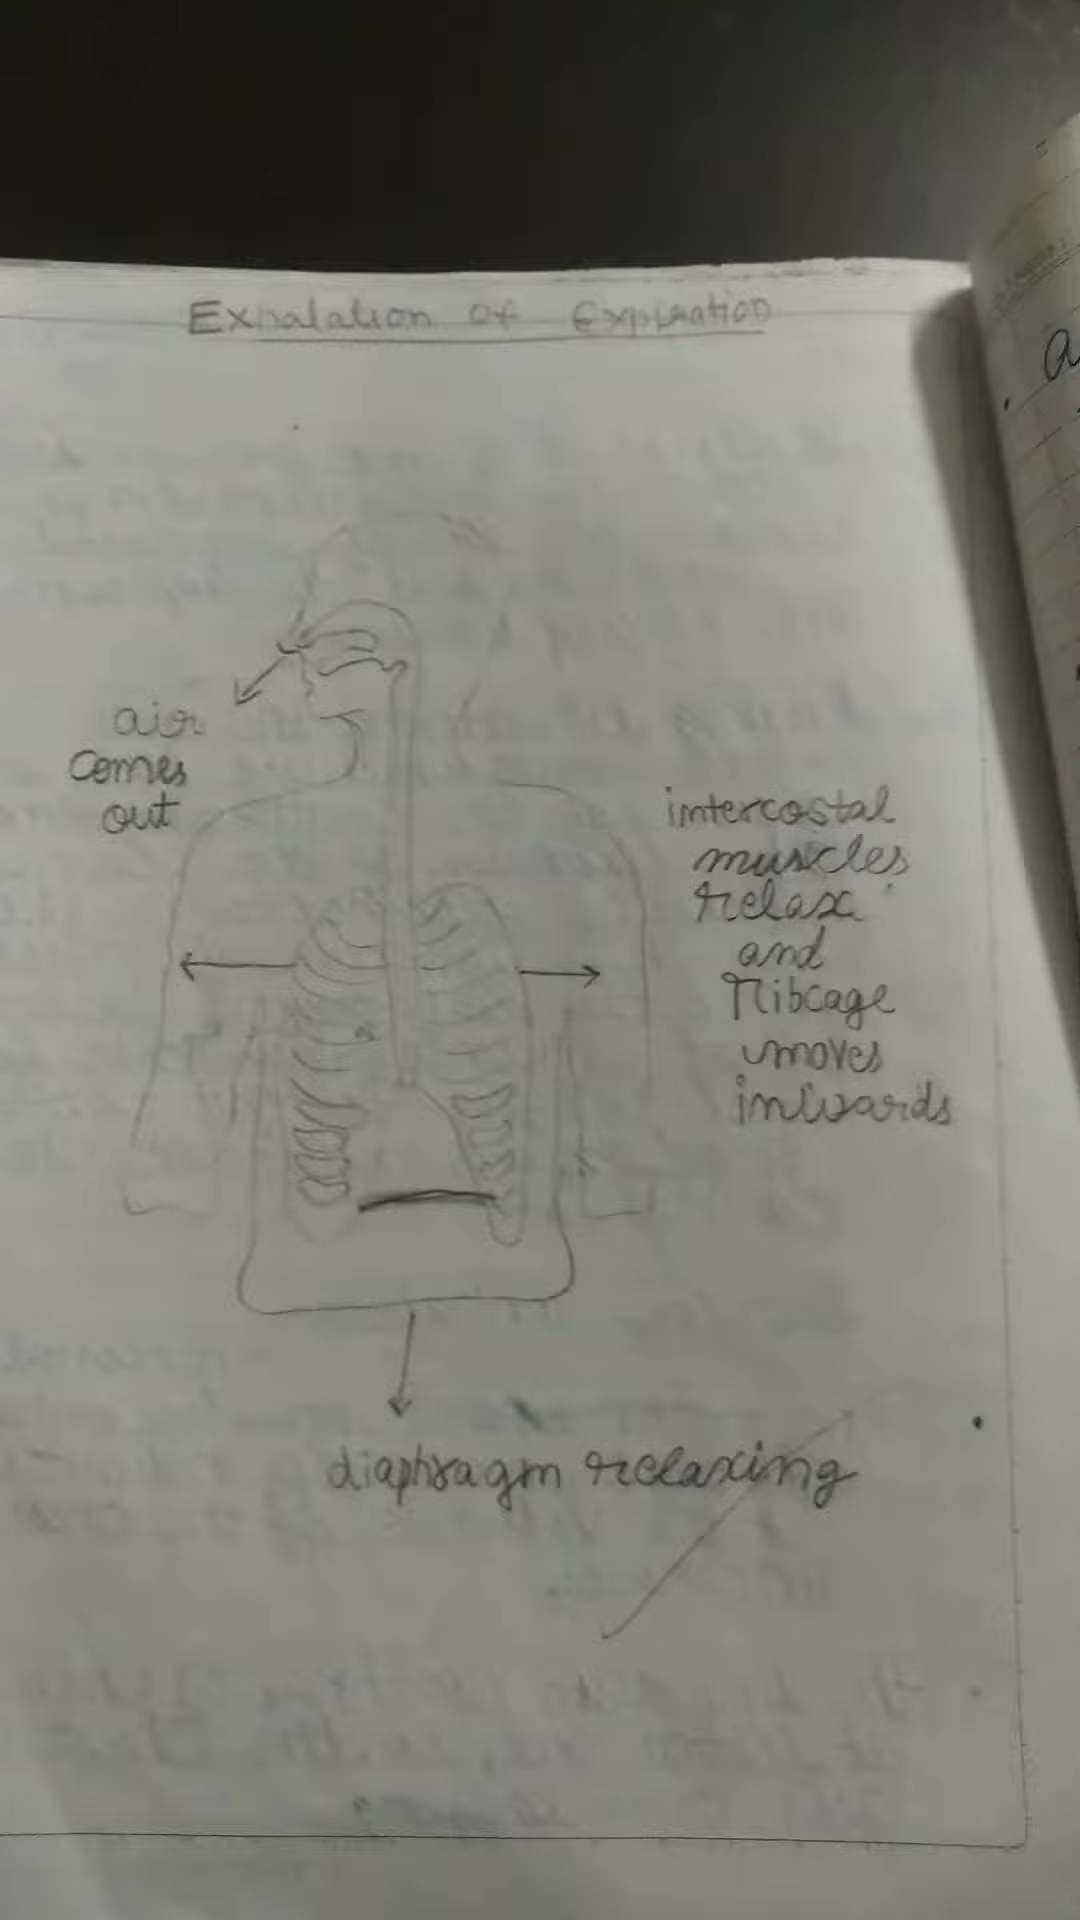 Exhalation of Expiration
air
comes
out
intercostal
muscles
relax
and
Ribcage
moves
inwards
diaphragm relaxing